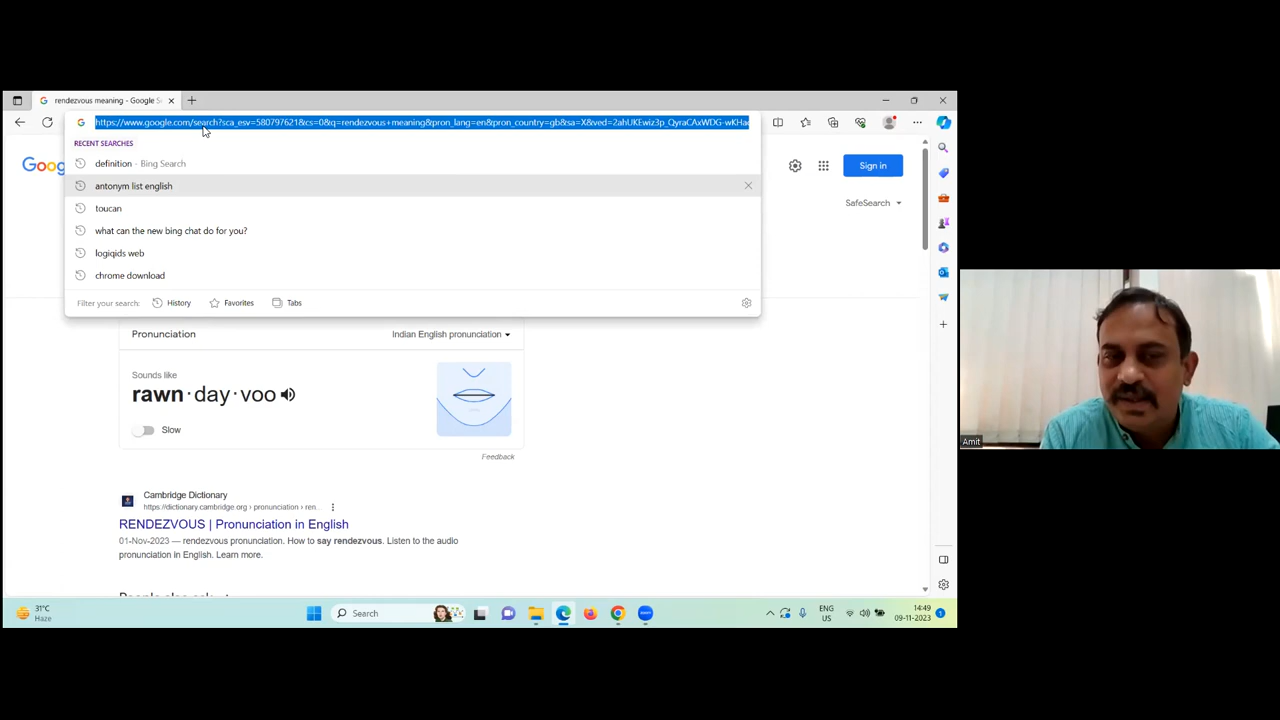 rendezvous meaning - Google S
https://www.google.com/search?sca_esv=580797621&cs=0&q=rendezvous+meaning&pron_lang=en&pron_country=gb&sa=X&ved=2ahUKEwiz3p_QyraCAxWDG-wKHa
RECENT SEARCHES
definition - Bing Search
antonym list english
toucan
what can the new bing chat do for you?
logiqids web
chrome download
Filter your search: History Favorites Tabs
Goo
Sign in
SafeSearch
Pronunciation
Indian English pronunciation
Sounds like
rawn·day·voo
Slow
Feedback
Cambridge Dictionary
https://dictionary.cambridge.org › pronunciation › ren...
RENDEZVOUS | Pronunciation in English
01-Nov-2023 — rendezvous pronunciation. How to say rendezvous. Listen to the audio
pronunciation in English. Learn more.
Amit
31°C
Haze
Search
ENG
US
14:49
09-11-2023